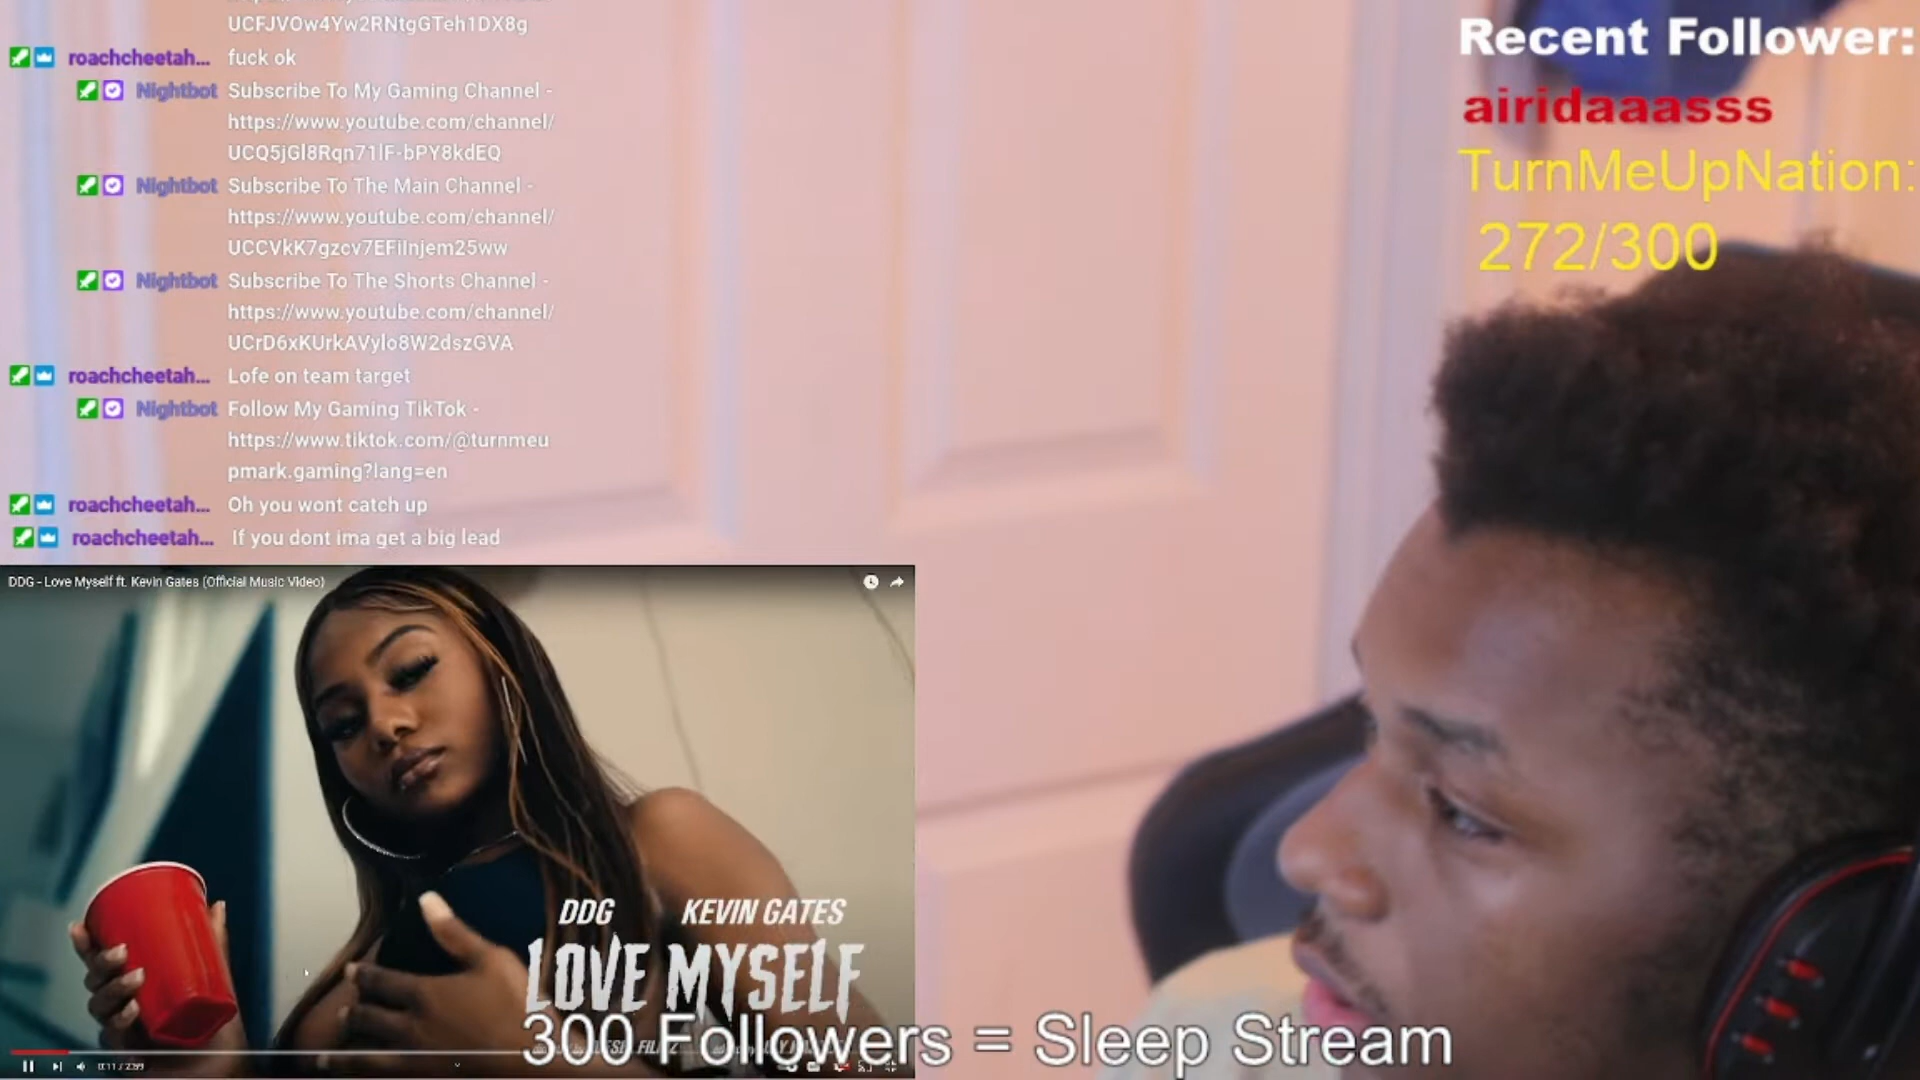 UCFJVOw4Yw2RNtgGTeh1DX8g
roachcheetah... fuck ok
Nightbot Subscribe To My Gaming Channel -
https://www.youtube.com/channel/
UCQ5jGl8Rqn71lF-bPY8kdEQ
Nightbot Subscribe To The Main Channel -
https://www.youtube.com/channel/
UCCVkK7gzcv7EFiInjem25ww
Nightbot Subscribe To The Shorts Channel -
https://www.youtube.com/channel/
UCrD6xKUrkAVylo8W2dszGVA
roachcheetah... Lofe on team target
Nightbot Follow My Gaming TikTok -
https://www.tiktok.com/@turnmeu
pmark.gaming?lang=en
roachcheetah... Oh you wont catch up
roachcheetah... If you dont ima get a big lead
Recent Follower:
airidaaasss
TurnMeUpNation:
272/300
DDG - Love Myself ft. Kevin Gates (Official Music Video)
DDG KEVIN GATES
LOVE MYSELF
300 Followers = Sleep Stream
0:11 / 2:59